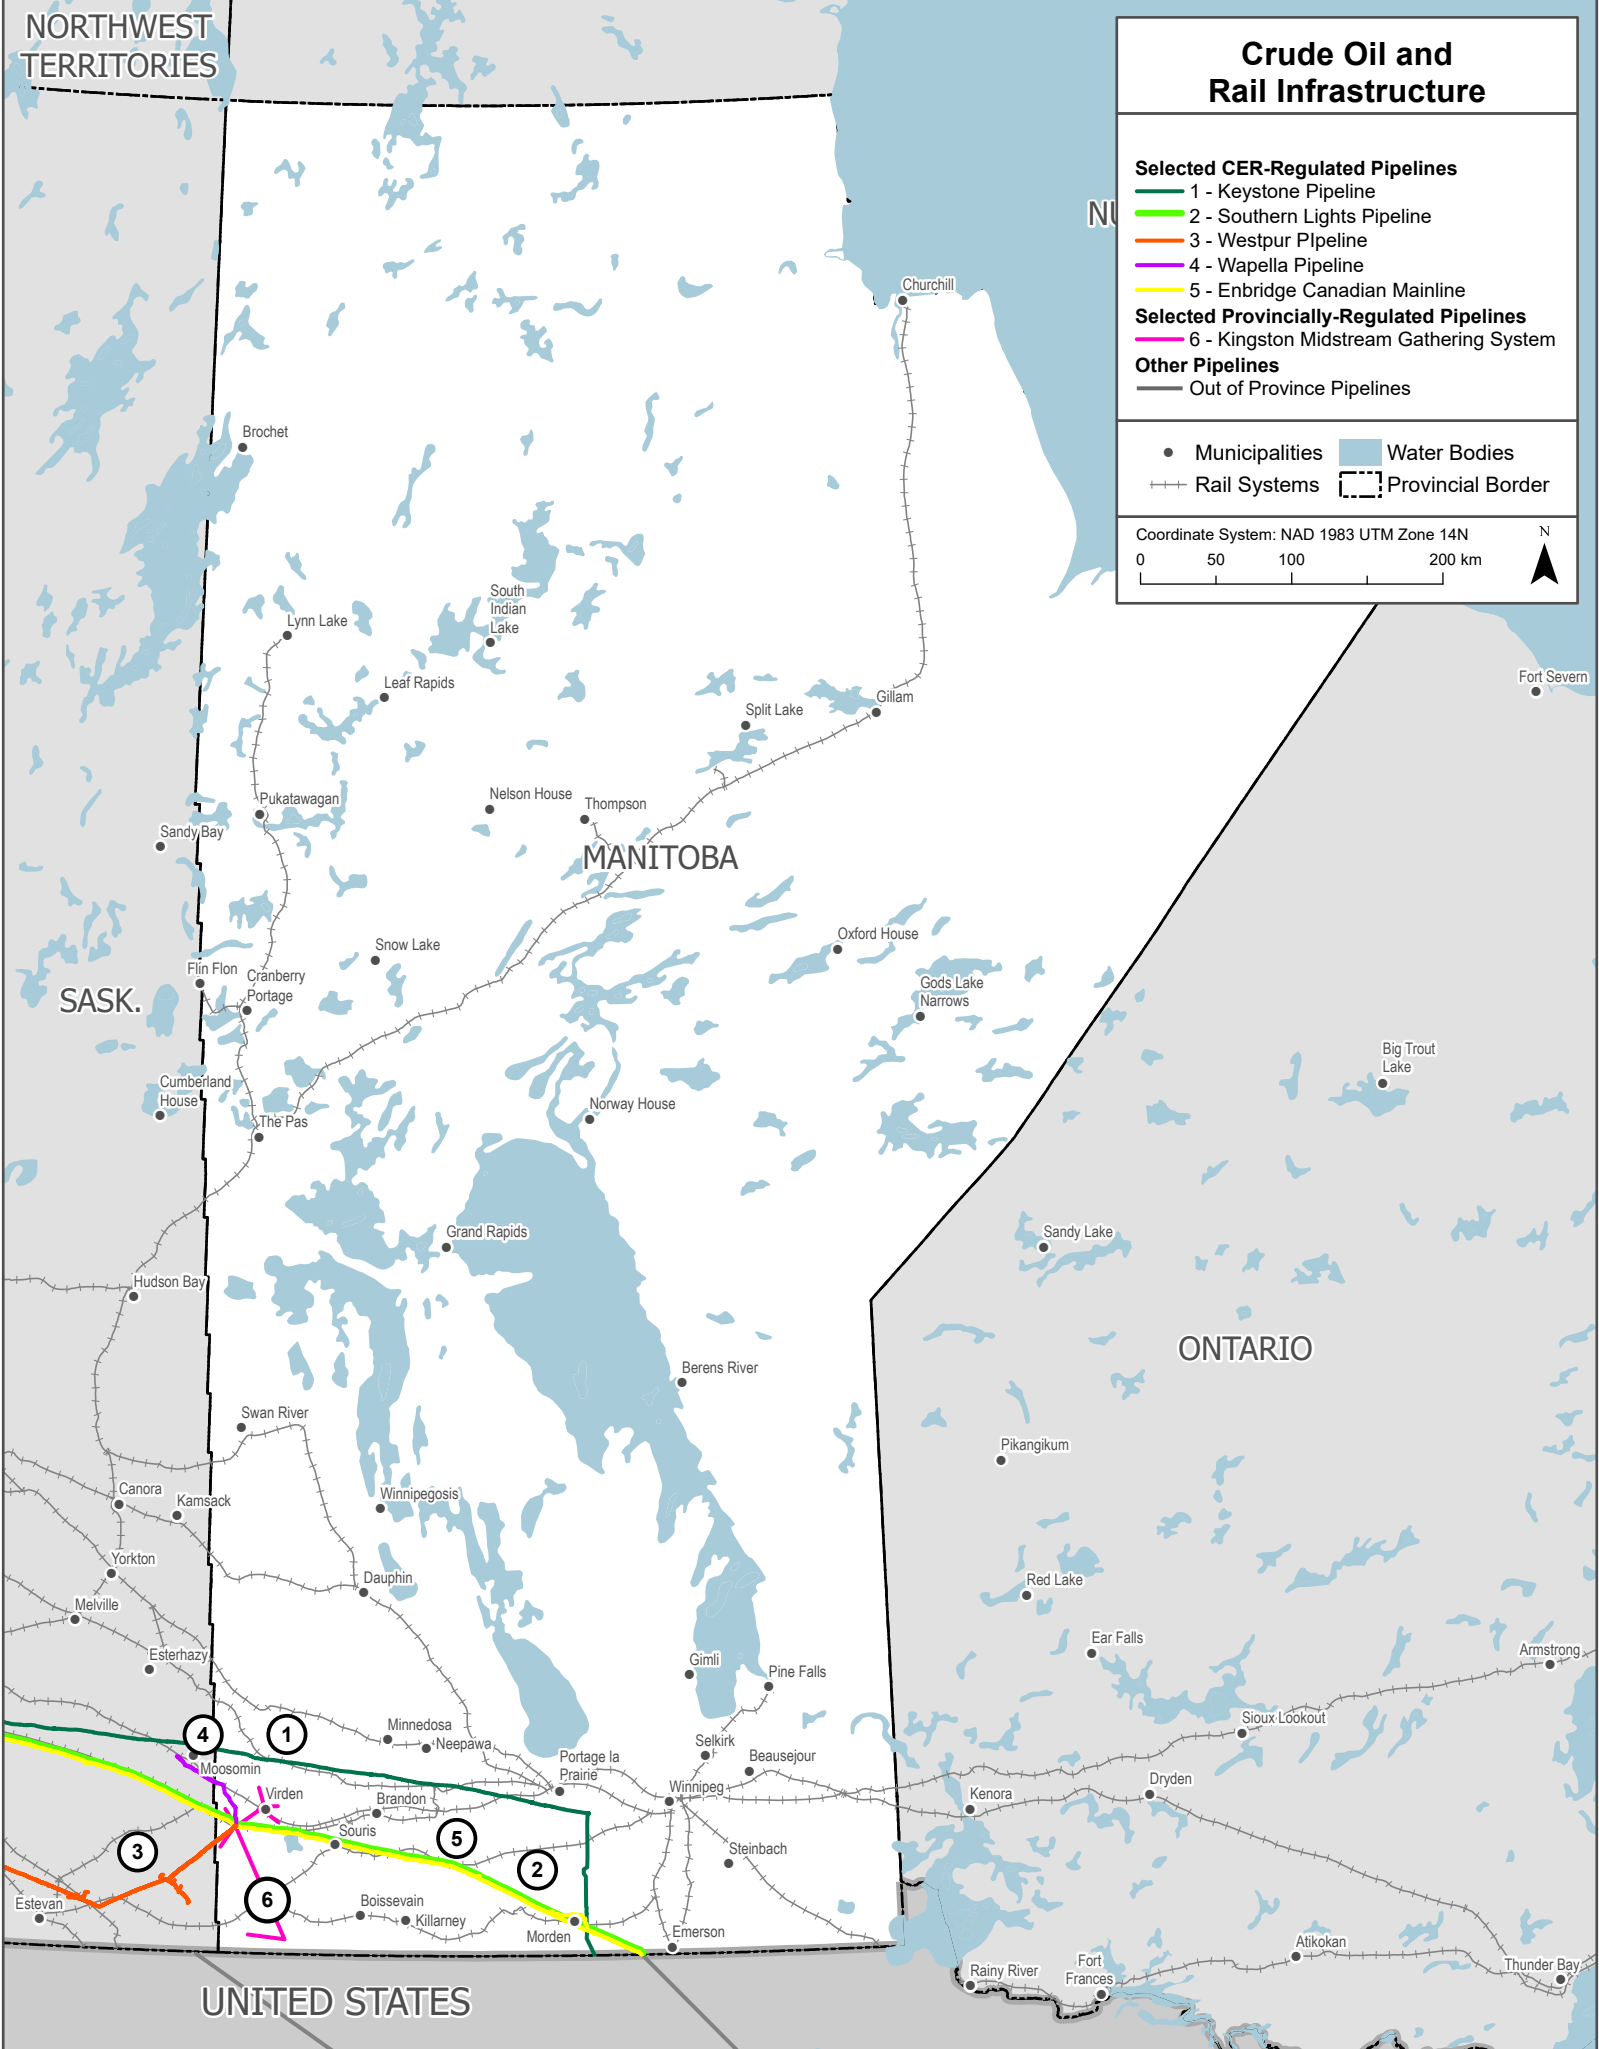 NORTHWEST
TERRITORIES
Crude Oil and
Rail Infrastructure
Selected CER-Regulated Pipelines
1 - Keystone Pipeline
2 - Southern Lights Pipeline
3 - Westpur PIpeline
4 - Wapella Pipeline
5 - Enbridge Canadian Mainline
Selected Provincially-Regulated Pipelines
6 - Kingston Midstream Gathering System
Other Pipelines
Out of Province Pipelines
Municipalities
Water Bodies
Rail Systems
Provincial Border
Coordinate System: NAD 1983 UTM Zone 14N
N
0 50 100 200 km
NU
Churchill
Brochet
South
Indian
Lake
Lynn Lake
Leaf Rapids
Fort Severn
Gillam
Split Lake
Nelson House
Thompson
Pukatawagan
Sandy Bay
MANITOBA
Oxford House
Snow Lake
Flin Flon
Cranberry
Portage
Gods Lake
Narrows
SASK.
Big Trout
Lake
Cumberland
House
Norway House
The Pas
Grand Rapids
Sandy Lake
Hudson Bay
ONTARIO
Berens River
Swan River
Pikangikum
Canora
Kamsack
Winnipegosis
Yorkton
Dauphin
Red Lake
Melville
Ear Falls
Esterhazy
Armstrong
Gimli
Pine Falls
Sioux Lookout
4
1
Minnedosa
Neepawa
Selkirk
Beausejour
Moosomin
Portage la
Prairie
Winnipeg
Virden
Brandon
Kenora
Dryden
Souris
5
3
2
Steinbach
Estevan
6
Boissevain
Killarney
Morden
Emerson
Atikokan
Rainy River
Fort
Frances
Thunder Bay
UNITED STATES